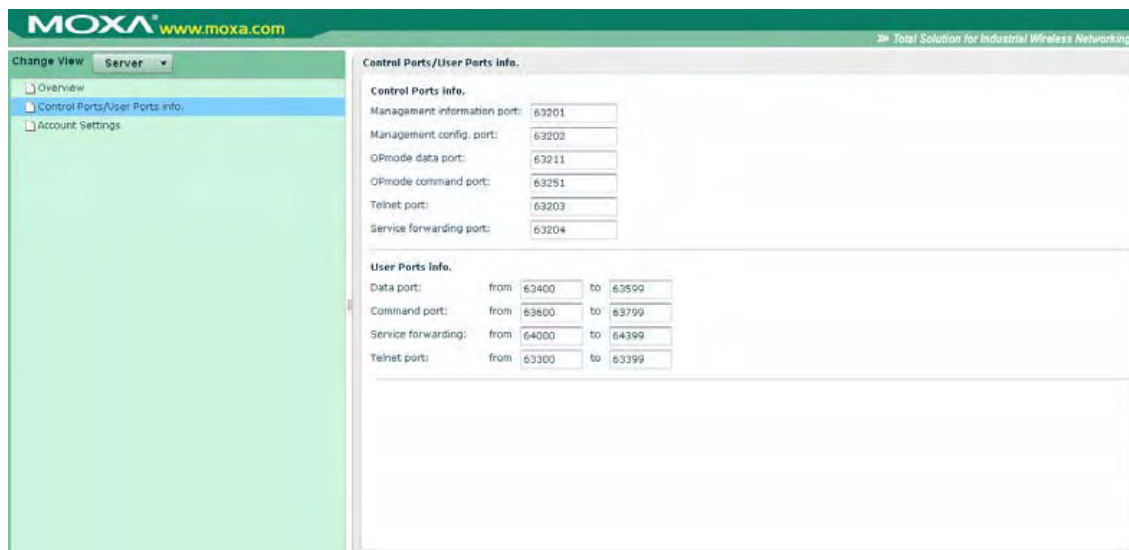 MOXA® www.moxa.com
Total Solution for Industrial Wireless Networking
Change View Server
Overview
Control Ports/User Ports info.
Account Settings
Control Ports/User Ports info.
Control Ports info.
Management information port: 63201
Management config. port: 63202
OPmode data port: 63211
OPmode command port: 63251
Telnet port: 63203
Service forwarding port: 63204
User Ports info.
Data port: from 63400 to 63599
Command port: from 63600 to 63799
Service forwarding: from 64000 to 64399
Telnet port: from 63300 to 63399